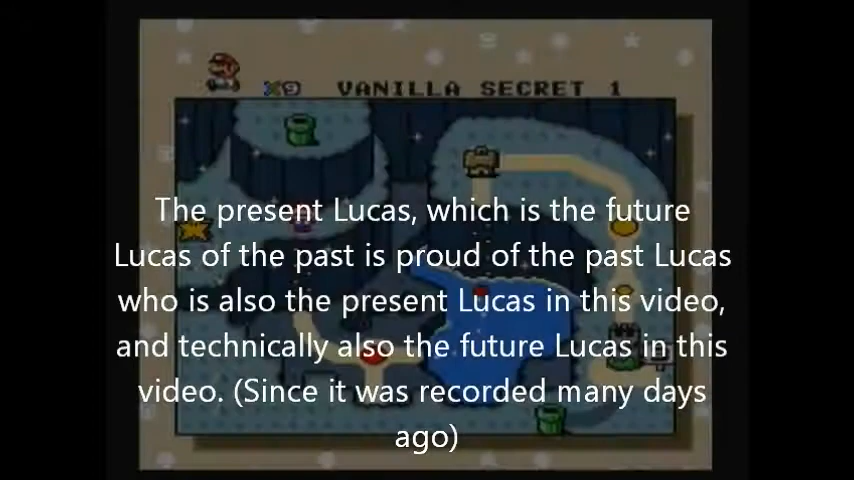 x9 VANILLA SECRET 1
The present Lucas, which is the future
Lucas of the past is proud of the past Lucas
who is also the present Lucas in this video,
and technically also the future Lucas in this
video. (Since it was recorded many days
ago)